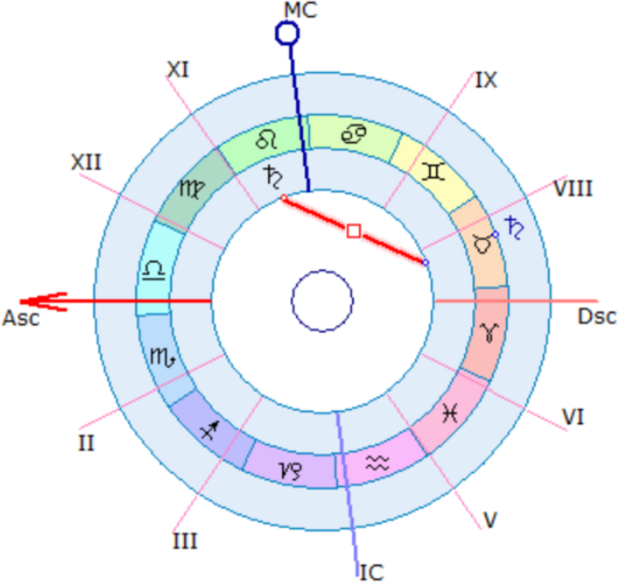 MC
XI
IX
♌
♋
XII
♄
♊
♍
VIII
♄
♉
♎
Asc
Dsc
♏
♈
VI
♐
♓
II
♑
♒
III
V
IC